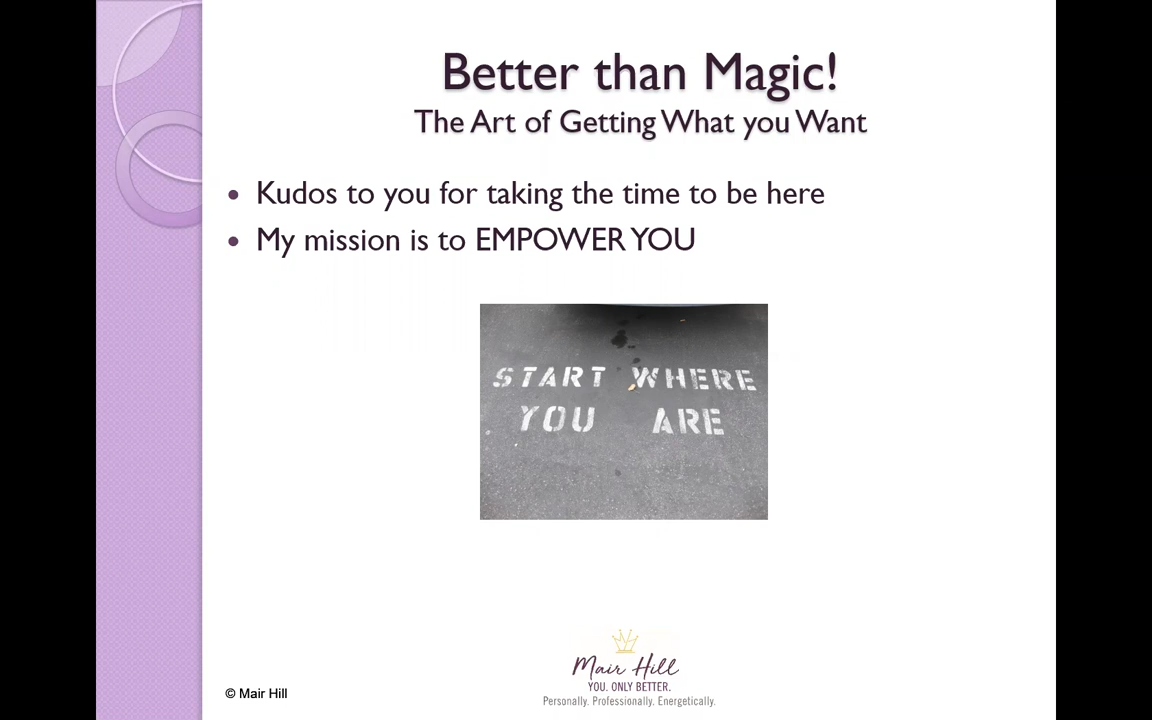 Better than Magic!
The Art of Getting What you Want
• Kudos to you for taking the time to be here
• My mission is to EMPOWER YOU
START WHERE
YOU ARE
Mair Hill
YOU. ONLY BETTER.
Personally. Professionally. Energetically.
© Mair Hill